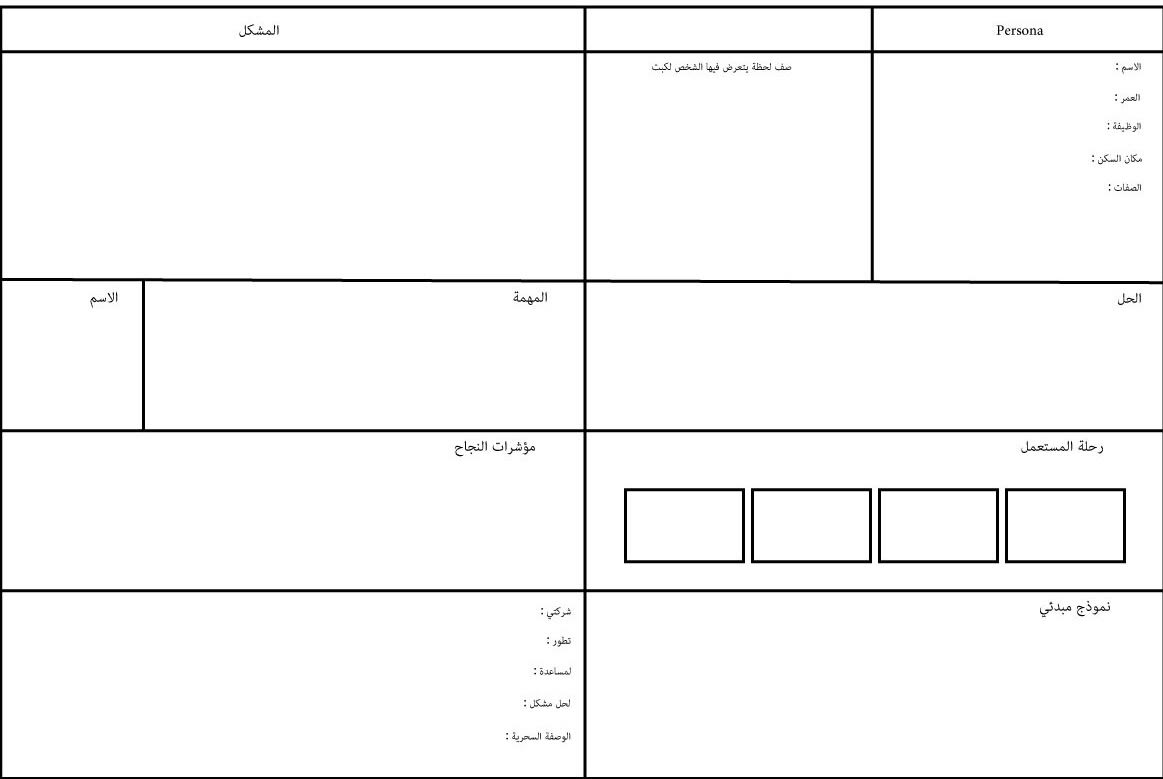 Persona
المشكل
الاسم :
العمر :
الوظيفة :
مكان السكن :
الصفات :
صف لحظة يتعرض فيها الشخص لكبت
الحل
المهمة
الاسم
رحلة المستعمل
مؤشرات النجاح
نموذج مبدئي
شركتي :
تطور :
لمساعدة :
لحل مشكل :
الوصفة السحرية :